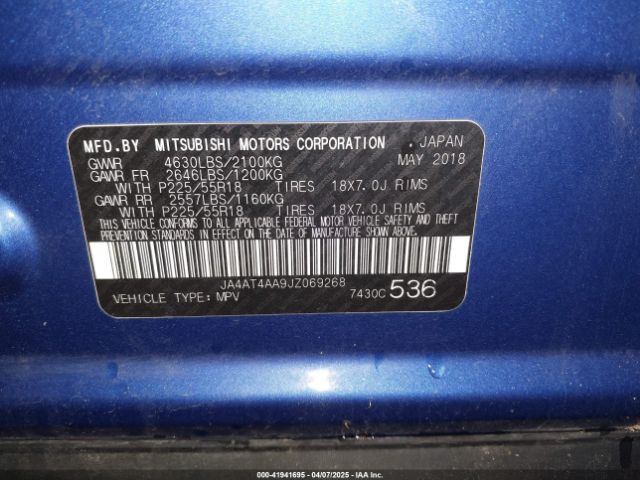 MFD.BY MITSUBISHI MOTORS CORPORATION , JAPAN
GVWR 4630LBS/2100KG MAY 2018
GAWR FR 2646LBS/1200KG
WITH P225/55R18 TIRES 18X7.0J RIMS
GAWR RR 2557LBS/1160KG
WITH P225/55R18 TIRES 18X7.0J RIMS
THIS VEHICLE CONFORMS TO ALL APPLICABLE FEDERAL MOTOR VEHICLE SAFETY AND THEFT
PREVENTION STANDARDS IN EFFECT ON THE DATE OF MANUFACTURE SHOWN ABOVE.
JA4AT4AA9JZ069268
VEHICLE TYPE: MPV 7430C 536
000-41941695 04/07/2025 - IAAI.COM